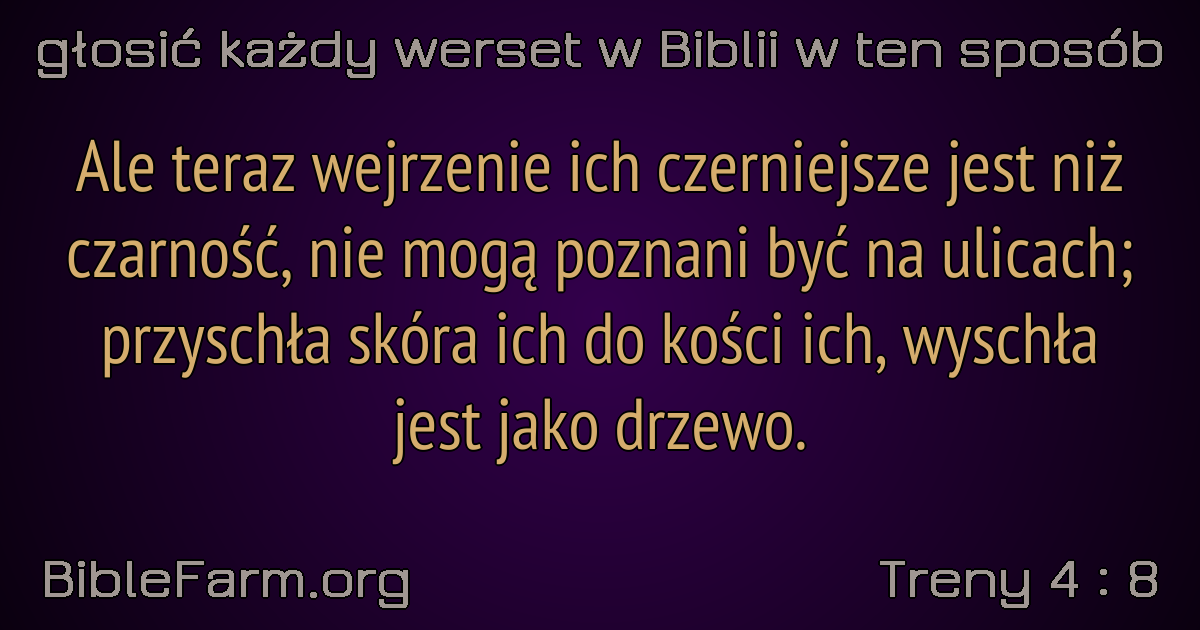 głosić każdy werset w Biblii w ten sposób
Ale teraz wejrzenie ich czerniejsze jest niż
czarność, nie mogą poznani być na ulicach;
przyschła skóra ich do kości ich, wyschła
jest jako drzewo.
BibleFarm.org
Treny 4 : 8